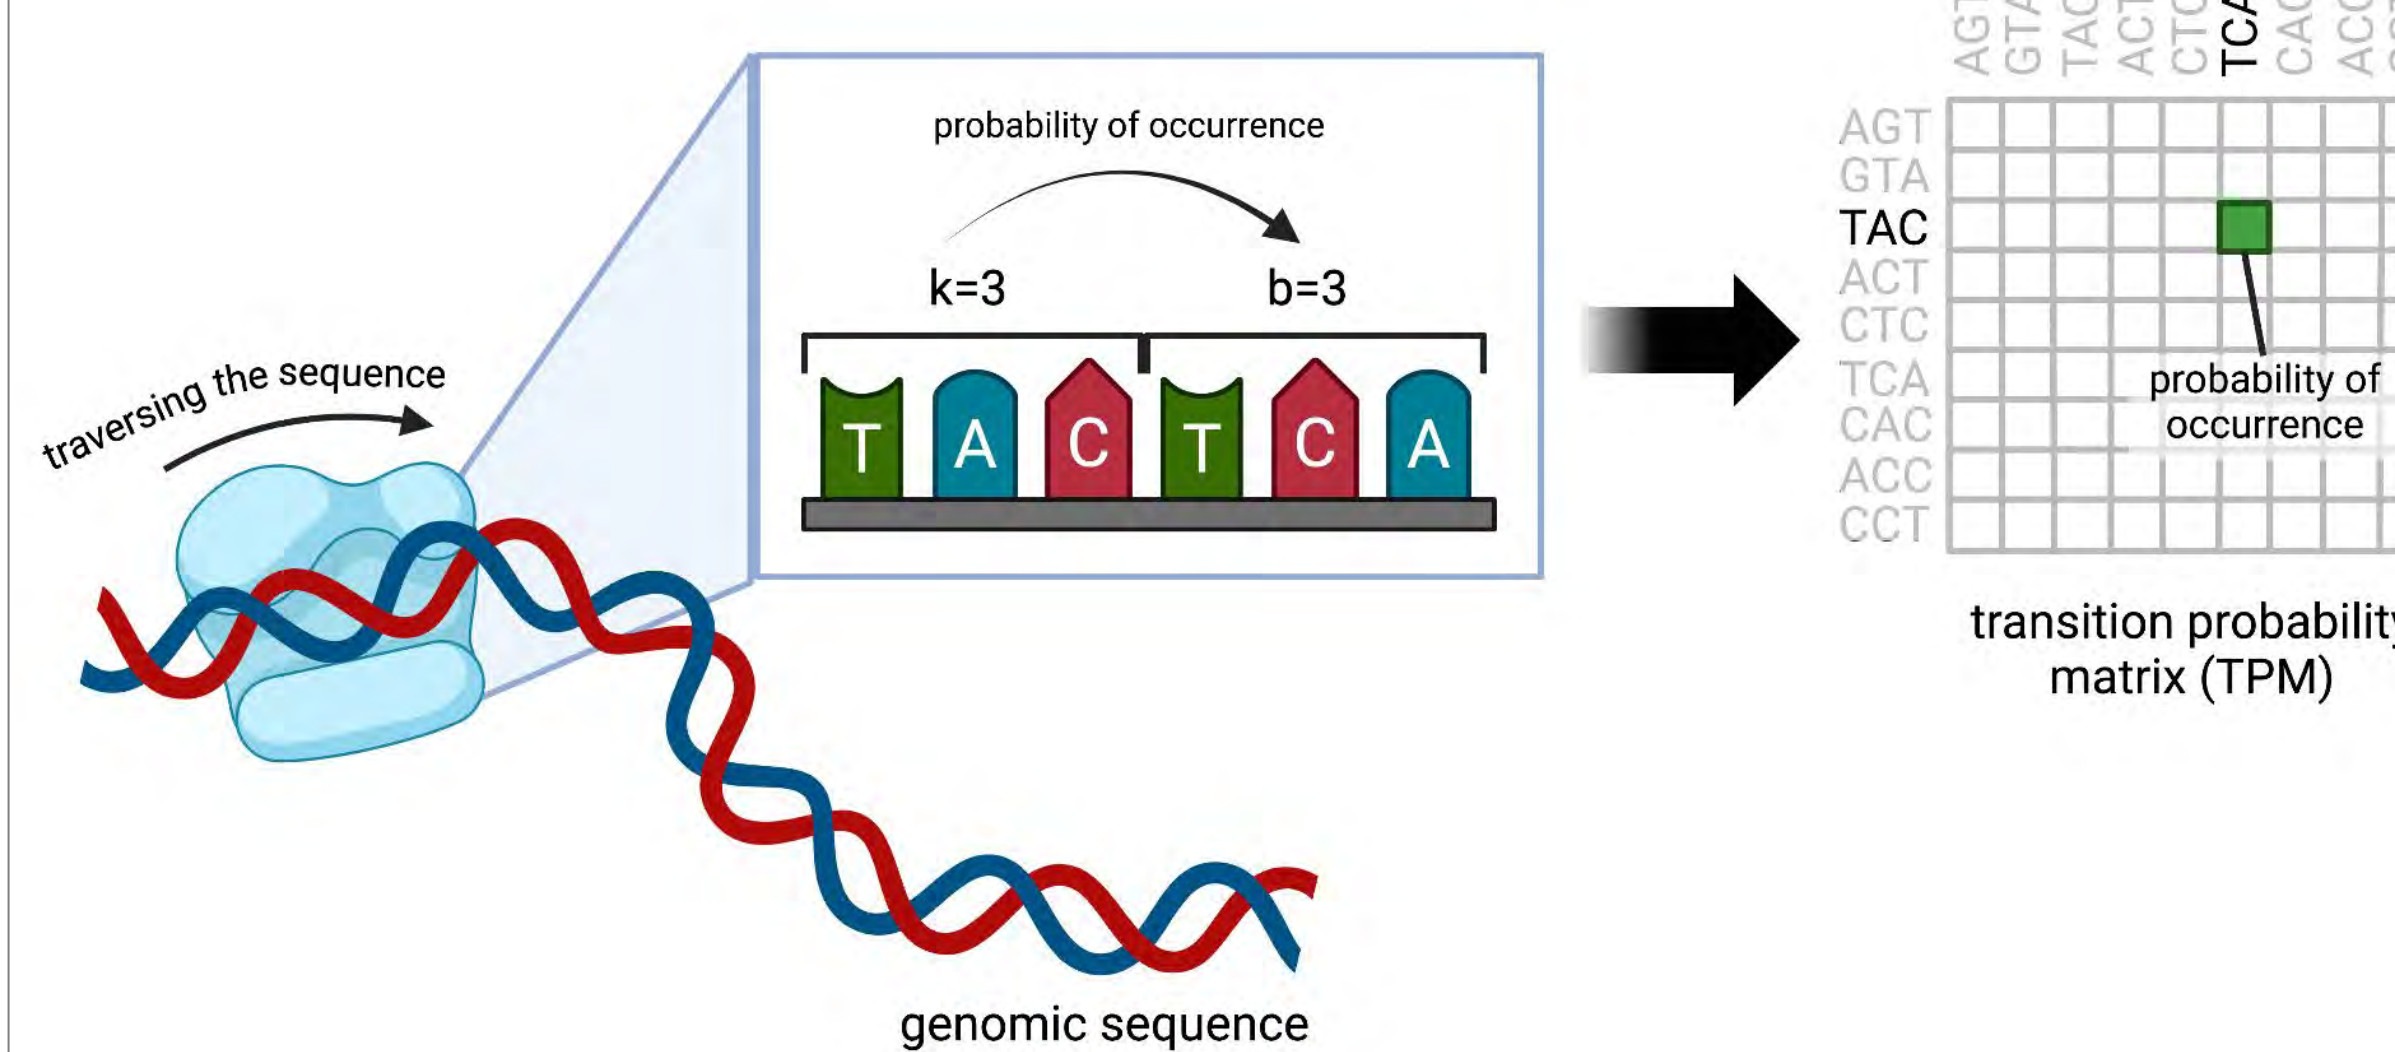 AGT
GTA
TAC
ACT
CTC
TCA
CAC
ACC
probability of occurrence
k=3
b=3
T A C T C A
traversing the sequence
AGT
GTA
TAC
ACT
CTC
TCA
CAC
ACC
CCT
probability of
occurrence
transition probability
matrix (TPM)
genomic sequence